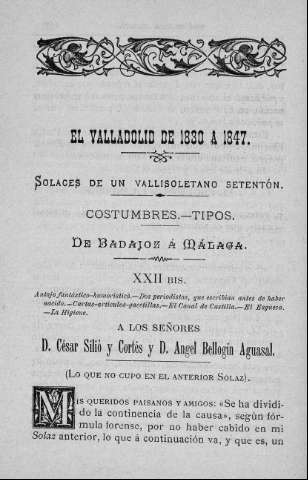 EL VALLADOLID DE 1830 A 1847.
SOLACES DE UN VALLISOLETANO SETENTÓN.
COSTUMBRES.—TIPOS.
DE BADAJOZ Á MÁLAGA.
XXII BIS.
Antojo fantástico-humorístico.—Dos periodistas, que escribían antes de haber
nacido.—Cartas-artículos-gacetillas.—El Canal de Castilla.—El Esgueva.
—La Higiene.
A LOS SEÑORES
D. César Silió y Cortés y D. Angel Bellogín Aguasal.
(LO QUE NO CUPO EN EL ANTERIOR SOLAZ).
MIS QUERIDOS PAISANOS Y AMIGOS: «Se ha dividi-
do la continencia de la causa», según fór-
mula forense, por no haber cabido en mi
Solaz anterior, lo que á continuación va, y que es, un